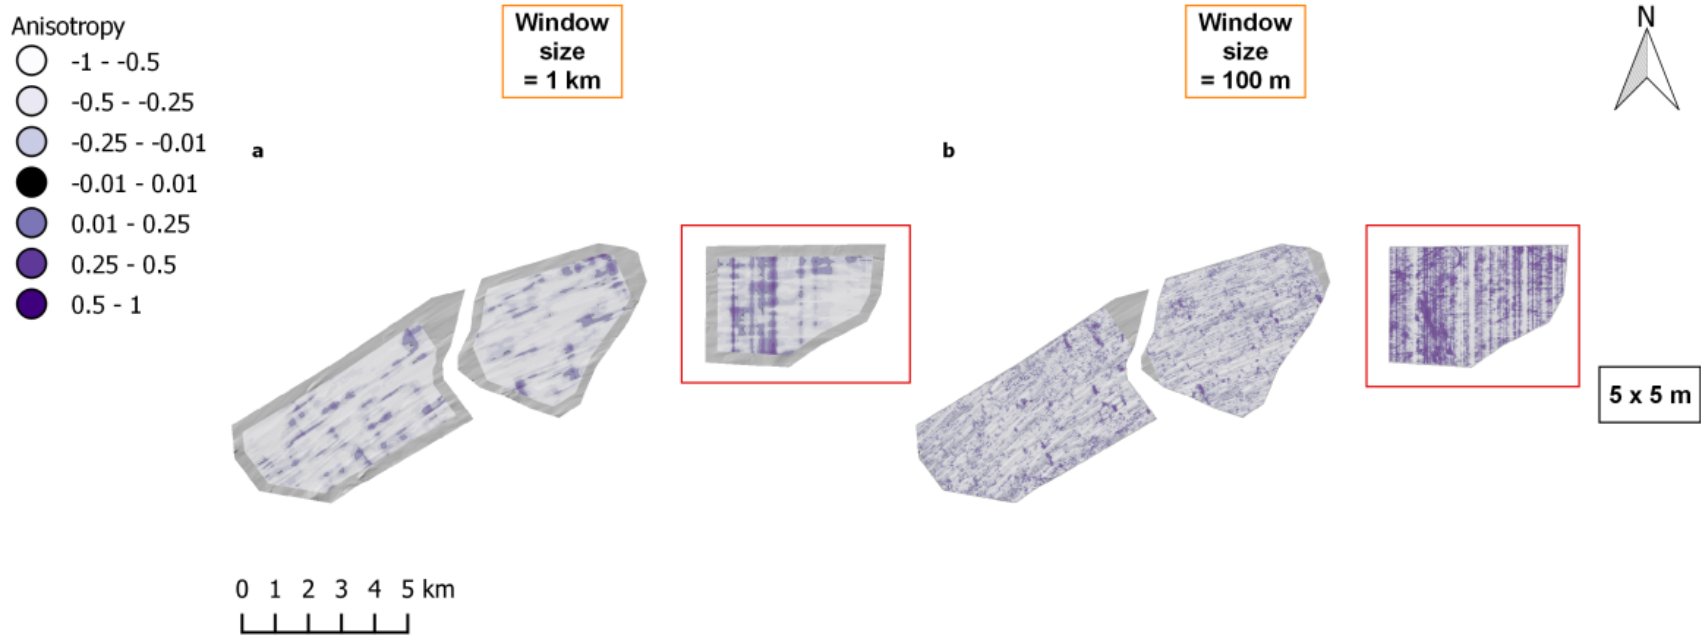 Anisotropy
-1 - -0.5
-0.5 - -0.25
-0.25 - -0.01
-0.01 - 0.01
0.01 - 0.25
0.25 - 0.5
0.5 - 1
Window
size
= 1 km
Window
size
= 100 m
N
a
b
5 x 5 m
0 1 2 3 4 5 km